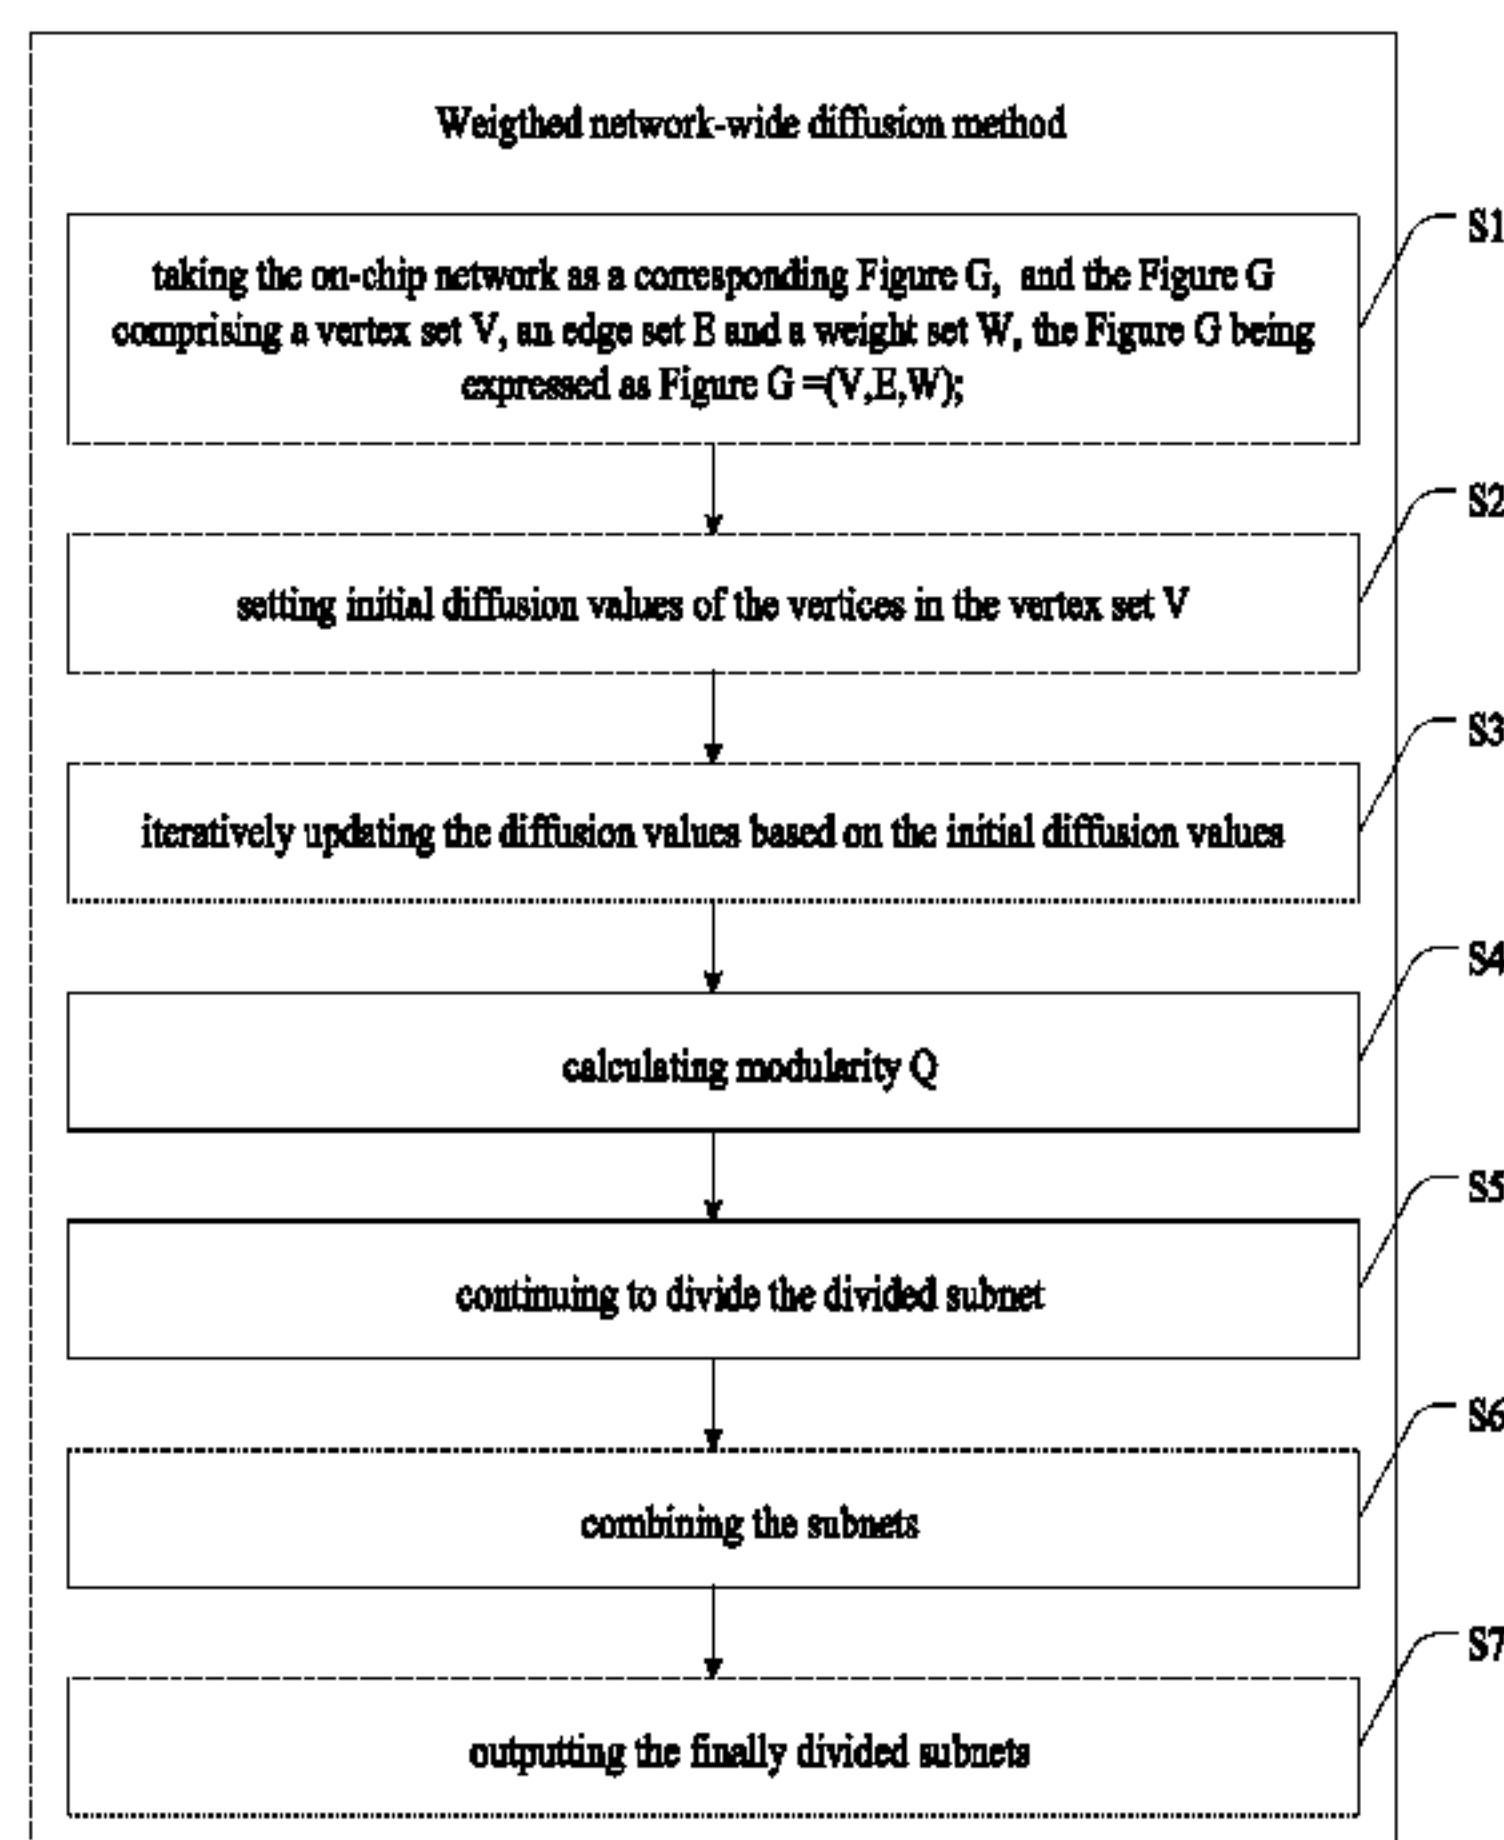 Weigthed network-wide diffusion method
S1
taking the on-chip network as a corresponding Figure G, and the Figure G
comprising a vertex set V, an edge set E and a weight set W, the Figure G being
expressed as Figure G =(V,E,W);
S2
setting initial diffusion values of the vertices in the vertex set V
S3
iteratively updating the diffusion values based on the initial diffusion values
S4
calculating modularity Q
S5
continuing to divide the divided subnet
S6
combining the subnets
S7
outputting the finally divided subnets